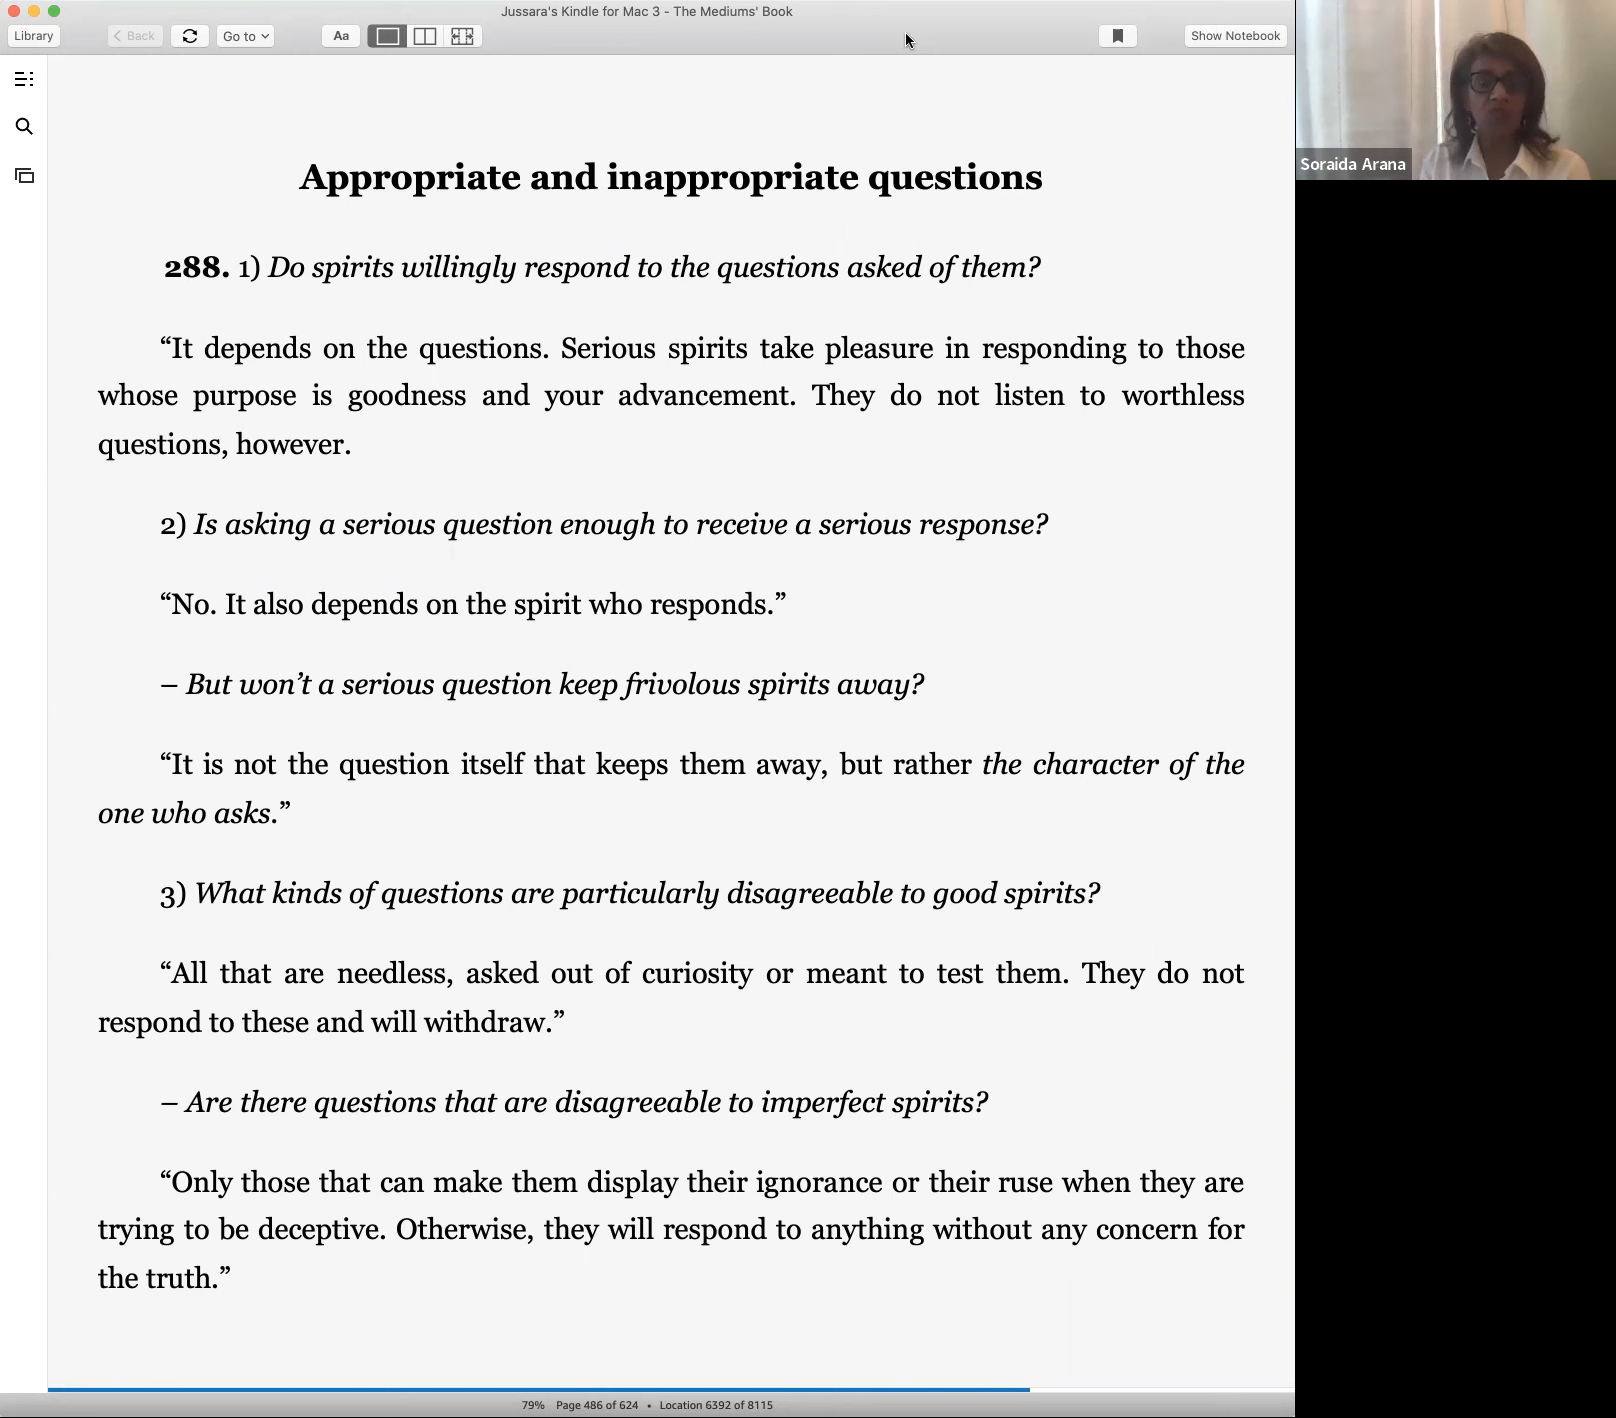 Jussara's Kindle for Mac 3 - The Mediums' Book
Library
Back
Go to
Aa
Show Notebook
Soraida Arana
Appropriate and inappropriate questions
288. 1) Do spirits willingly respond to the questions asked of them?
“It depends on the questions. Serious spirits take pleasure in responding to those
whose purpose is goodness and your advancement. They do not listen to worthless
questions, however.
2) Is asking a serious question enough to receive a serious response?
“No. It also depends on the spirit who responds.”
– But won’t a serious question keep frivolous spirits away?
“It is not the question itself that keeps them away, but rather the character of the
one who asks.”
3) What kinds of questions are particularly disagreeable to good spirits?
“All that are needless, asked out of curiosity or meant to test them. They do not
respond to these and will withdraw.”
– Are there questions that are disagreeable to imperfect spirits?
“Only those that can make them display their ignorance or their ruse when they are
trying to be deceptive. Otherwise, they will respond to anything without any concern for
the truth.”
79% Page 486 of 624 • Location 6392 of 8115